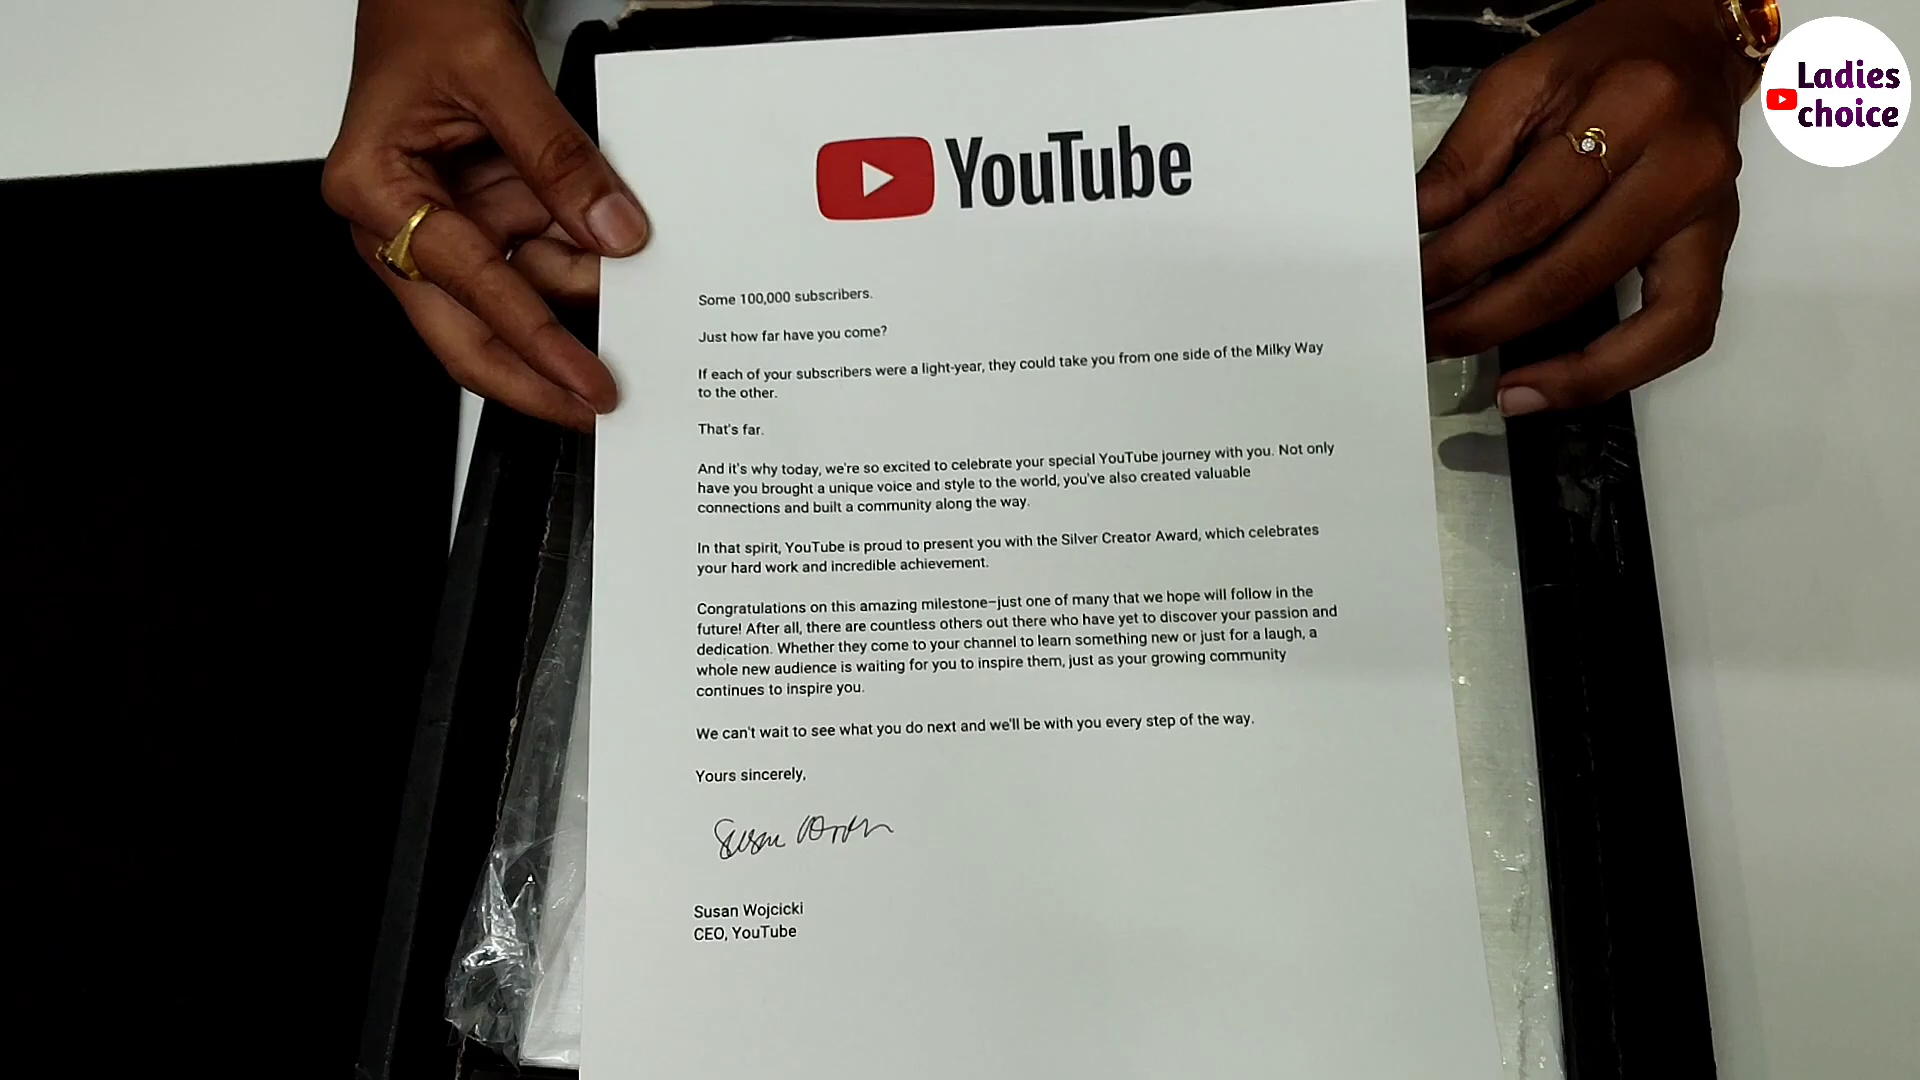 Ladies
choice
YouTube
Some 100,000 subscribers.
Just how far have you come?
If each of your subscribers were a light-year, they could take you from one side of the Milky Way
to the other.
That's far.
And it's why today, we're so excited to celebrate your special YouTube journey with you. Not only
have you brought a unique voice and style to the world, you've also created valuable
connections and built a community along the way.
In that spirit, YouTube is proud to present you with the Silver Creator Award, which celebrates
your hard work and incredible achievement.
Congratulations on this amazing milestone–just one of many that we hope will follow in the
future! After all, there are countless others out there who have yet to discover your passion and
dedication. Whether they come to your channel to learn something new or just for a laugh, a
whole new audience is waiting for you to inspire them, just as your growing community
continues to inspire you.
We can't wait to see what you do next and we'll be with you every step of the way.
Yours sincerely,
Susan
Susan Wojcicki
CEO, YouTube